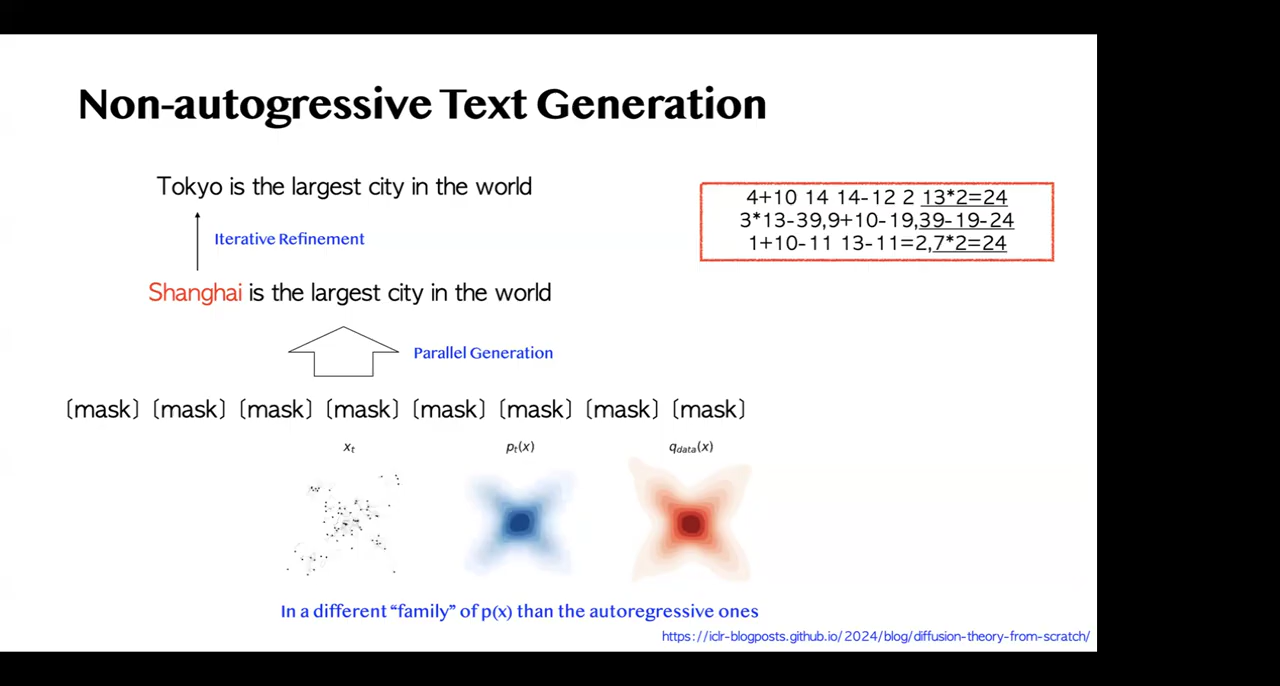 Non-autogressive Text Generation
Tokyo is the largest city in the world
Iterative Refinement
Shanghai is the largest city in the world
Parallel Generation
[mask] [mask] [mask] [mask] [mask] [mask] [mask] [mask]
4+10 14 14-12 2 13*2=24
3*13-39,9+10-19,39-19-24
1+10-11 13-11=2,7*2=24
xt
pt(x)
qdata(x)
In a different “family” of p(x) than the autoregressive ones
https://iclr-blogposts.github.io/2024/blog/diffusion-theory-from-scratch/